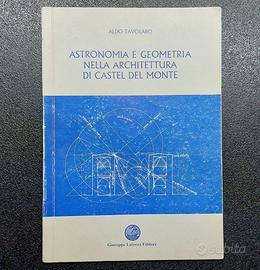 ALDO TAVOLARO
ASTRONOMIA E GEOMETRIA
NELLA ARCHITETTURA
DI CASTEL DEL MONTE
Giuseppe Laterza Editore
subito